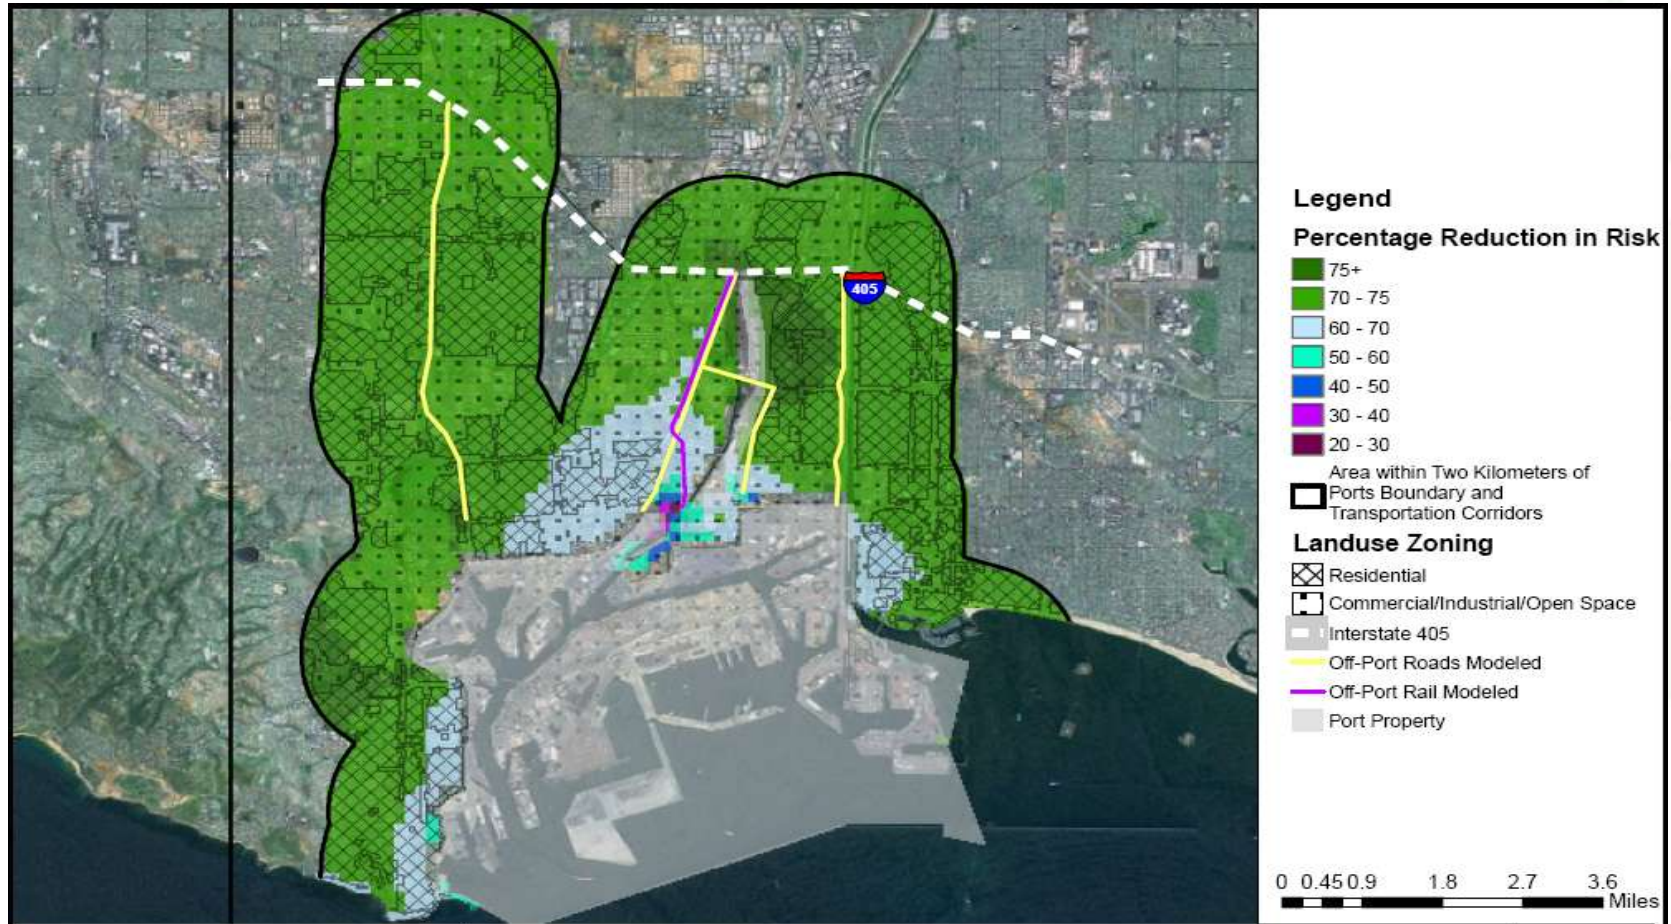 405
Legend
Percentage Reduction in Risk
75+
70 - 75
60 - 70
50 - 60
40 - 50
30 - 40
20 - 30
Area within Two Kilometers of
Ports Boundary and
Transportation Corridors
Landuse Zoning
Residential
Commercial/Industrial/Open Space
Interstate 405
Off-Port Roads Modeled
Off-Port Rail Modeled
Port Property
0 0.45 0.9 1.8 2.7 3.6
Miles